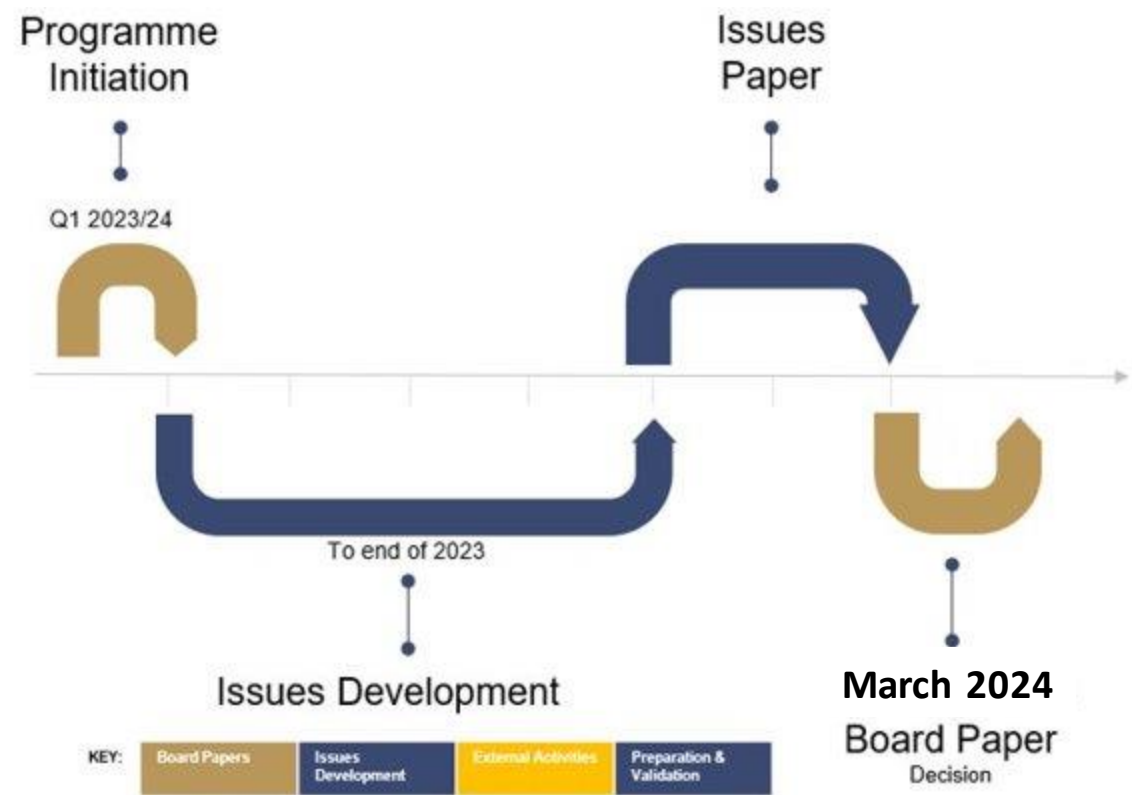 Programme
Initiation
Issues
Paper
Q1 2023/24
To end of 2023
Issues Development
March 2024
Board Paper
Decision
KEY:
Board Papers
Issues
Development
External Activities
Preparation &
Validation